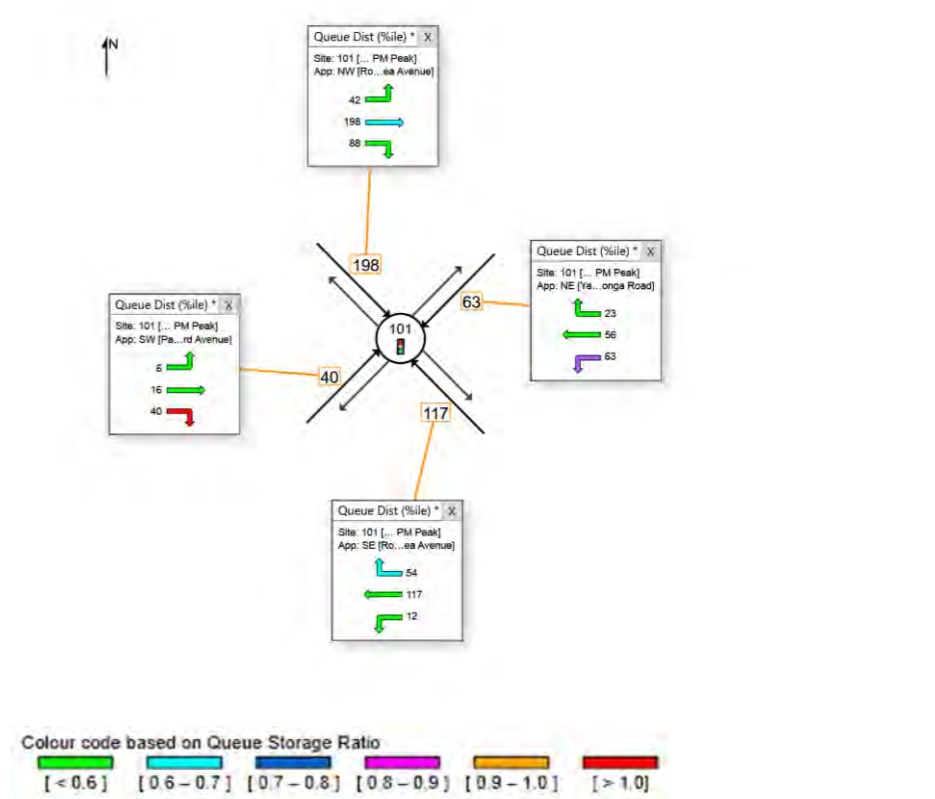 N
Queue Dist (%ile) * X
Site: 101 [... PM Peak]
App: NW [Ro...ea Avenue]
42
198
88
198
Queue Dist (%ile) * X
Site: 101 [... PM Peak]
App: NE [Ya...onga Road]
23
56
63
63
101
Queue Dist (%ile) * X
Site: 101 [... PM Peak]
App: SW [Pa...rd Avenue]
6
16
40
40
117
Queue Dist (%ile) * X
Site: 101 [... PM Peak]
App: SE [Ro...ea Avenue]
54
117
12
Colour code based on Queue Storage Ratio
[ < 0.6 ] [ 0.6 – 0.7 ] [ 0.7 – 0.8 ] [ 0.8 – 0.9 ] [ 0.9 – 1.0 ] [ > 1.0 ]